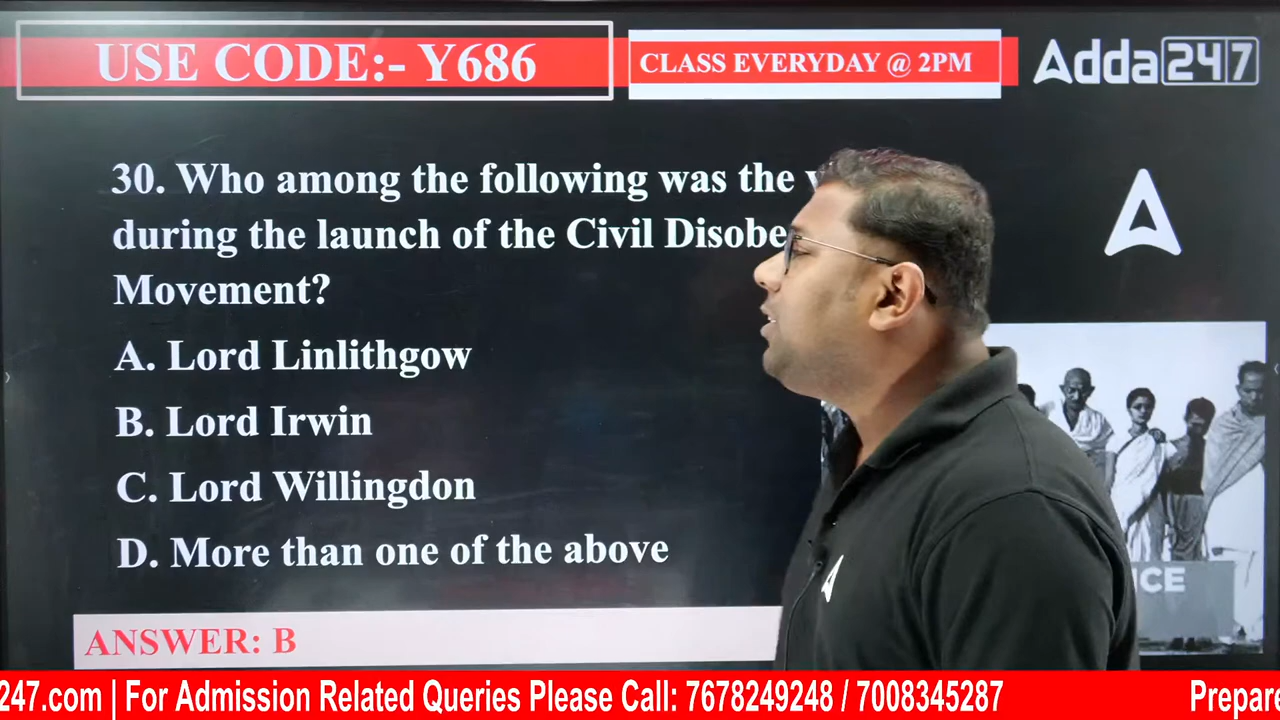 USE CODE:- Y686
CLASS EVERYDAY @ 2PM
Adda247
30. Who among the following was the
during the launch of the Civil
Movement?
A. Lord Linlithgow
B. Lord Irwin
C. Lord Willingdon
D. More than one of the above
ANSWER: B
247.com | For Admission Related Queries Please Call: 7678249248 / 7008345287
Prepare